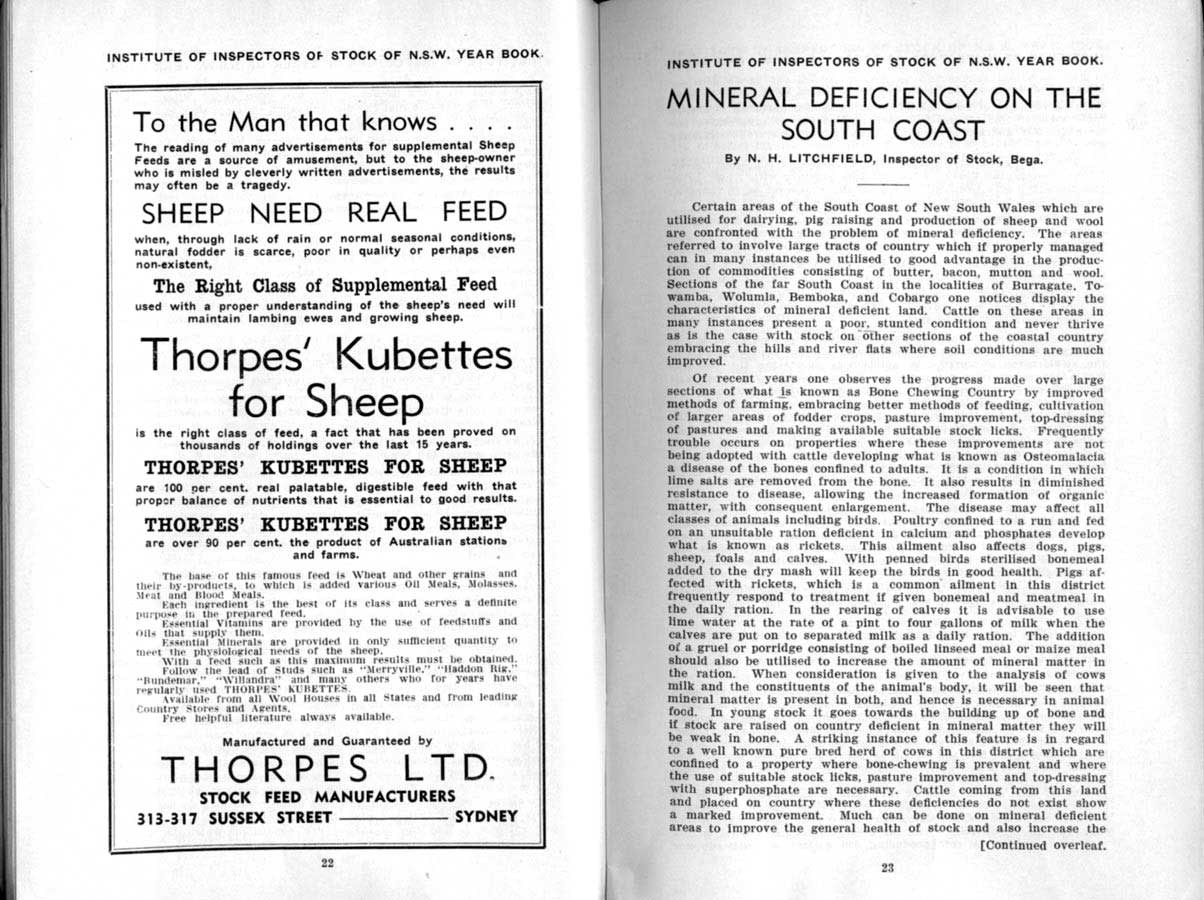 INSTITUTE OF INSPECTORS OF STOCK OF N.S.W. YEAR BOOK.
To the Man that knows . . . .
The reading of many advertisements for supplemental Sheep
Feeds are a source of amusement, but to the sheep-owner
who is misled by cleverly written advertisements, the results
may often be a tragedy.
SHEEP NEED REAL FEED
when, through lack of rain or normal seasonal conditions,
natural fodder is scarce, poor in quality or perhaps even
non-existent,
The Right Class of Supplemental Feed
used with a proper understanding of the sheep's need will
maintain lambing ewes and growing sheep.
Thorpes' Kubettes
for Sheep
is the right class of feed, a fact that has been proved on
thousands of holdings over the last 15 years.
THORPES' KUBETTES FOR SHEEP
are 100 per cent. real palatable, digestible feed with that
proper balance of nutrients that is essential to good results.
THORPES' KUBETTES FOR SHEEP
are over 90 per cent. the product of Australian stations
and farms.
The base of this famous feed is Wheat and other grains and
their by-products, to which is added various Oil Meals, Molasses.
Meat and Blood Meals.
Each ingredient is the best of its class and serves a definite
purpose in the prepared feed.
Essential Vitamins are provided by the use of feedstuffs and
Oils that supply them.
Essential Minerals are provided in only sufficient quantity to
meet the physiological needs of the sheep.
With a feed such as this maximum results must be obtained.
Follow the lead of Studs such as "Merryville," "Haddon Rig,"
"Bundemar," "Willandra" and many others who for years have
regularly used THORPES' KUBETTES.
Available from all Wool Houses in all States and from leading
Country Stores and Agents.
Free helpful literature always available.
Manufactured and Guaranteed by
THORPES LTD.
STOCK FEED MANUFACTURERS
313-317 SUSSEX STREET SYDNEY
22
INSTITUTE OF INSPECTORS OF STOCK OF N.S.W. YEAR BOOK.
MINERAL DEFICIENCY ON THE
SOUTH COAST
By N. H. LITCHFIELD, Inspector of Stock, Bega.
Certain areas of the South Coast of New South Wales which are
utilised for dairying, pig raising and production of sheep and wool
are confronted with the problem of mineral deficiency. The areas
referred to involve large tracts of country which if properly managed
can in many instances be utilised to good advantage in the produc-
tion of commodities consisting of butter, bacon, mutton and wool.
Sections of the far South Coast in the localities of Burragate, To-
wamba, Wolumla, Bemboka, and Cobargo one notices display the
characteristics of mineral deficient land. Cattle on these areas in
many instances present a poor, stunted condition and never thrive
as is the case with stock on other sections of the coastal country
embracing the hills and river flats where soil conditions are much
improved.
Of recent years one observes the progress made over large
sections of what is known as Bone Chewing Country by improved
methods of farming, embracing better methods of feeding, cultivation
of larger areas of fodder crops, pasture improvement, top-dressing
of pastures and making available suitable stock licks. Frequently
trouble occurs on properties where these improvements are not
being adopted with cattle developing what is known as Osteomalacia
a disease of the bones confined to adults. It is a condition in which
lime salts are removed from the bone. It also results in diminished
resistance to disease, allowing the increased formation of organic
matter, with consequent enlargement. The disease may affect all
classes of animals including birds. Poultry confined to a run and fed
on an unsuitable ration deficient in calcium and phosphates develop
what is known as rickets. This ailment also affects dogs, pigs,
sheep, foals and calves. With penned birds sterilised bonemeal
added to the dry mash will keep the birds in good health. Pigs af-
fected with rickets, which is a common ailment in this district
frequently respond to treatment if given bonemeal and meatmeal in
the daily ration. In the rearing of calves it is advisable to use
lime water at the rate of a pint to four gallons of milk when the
calves are put on to separated milk as a daily ration. The addition
of a gruel or porridge consisting of boiled linseed meal or maize meal
should also be utilised to increase the amount of mineral matter in
the ration. When consideration is given to the analysis of cows
milk and the constituents of the animal's body, it will be seen that
mineral matter is present in both, and hence is necessary in animal
food. In young stock it goes towards the building up of bone and
if stock are raised on country deficient in mineral matter they will
be weak in bone. A striking instance of this feature is in regard
to a well known pure bred herd of cows in this district which are
confined to a property where bone-chewing is prevalent and where
the use of suitable stock licks, pasture improvement and top-dressing
with superphosphate are necessary. Cattle coming from this land
and placed on country where these deficiencies do not exist show
a marked improvement. Much can be done on mineral deficient
areas to improve the general health of stock and also increase the
[Continued overleaf.
23